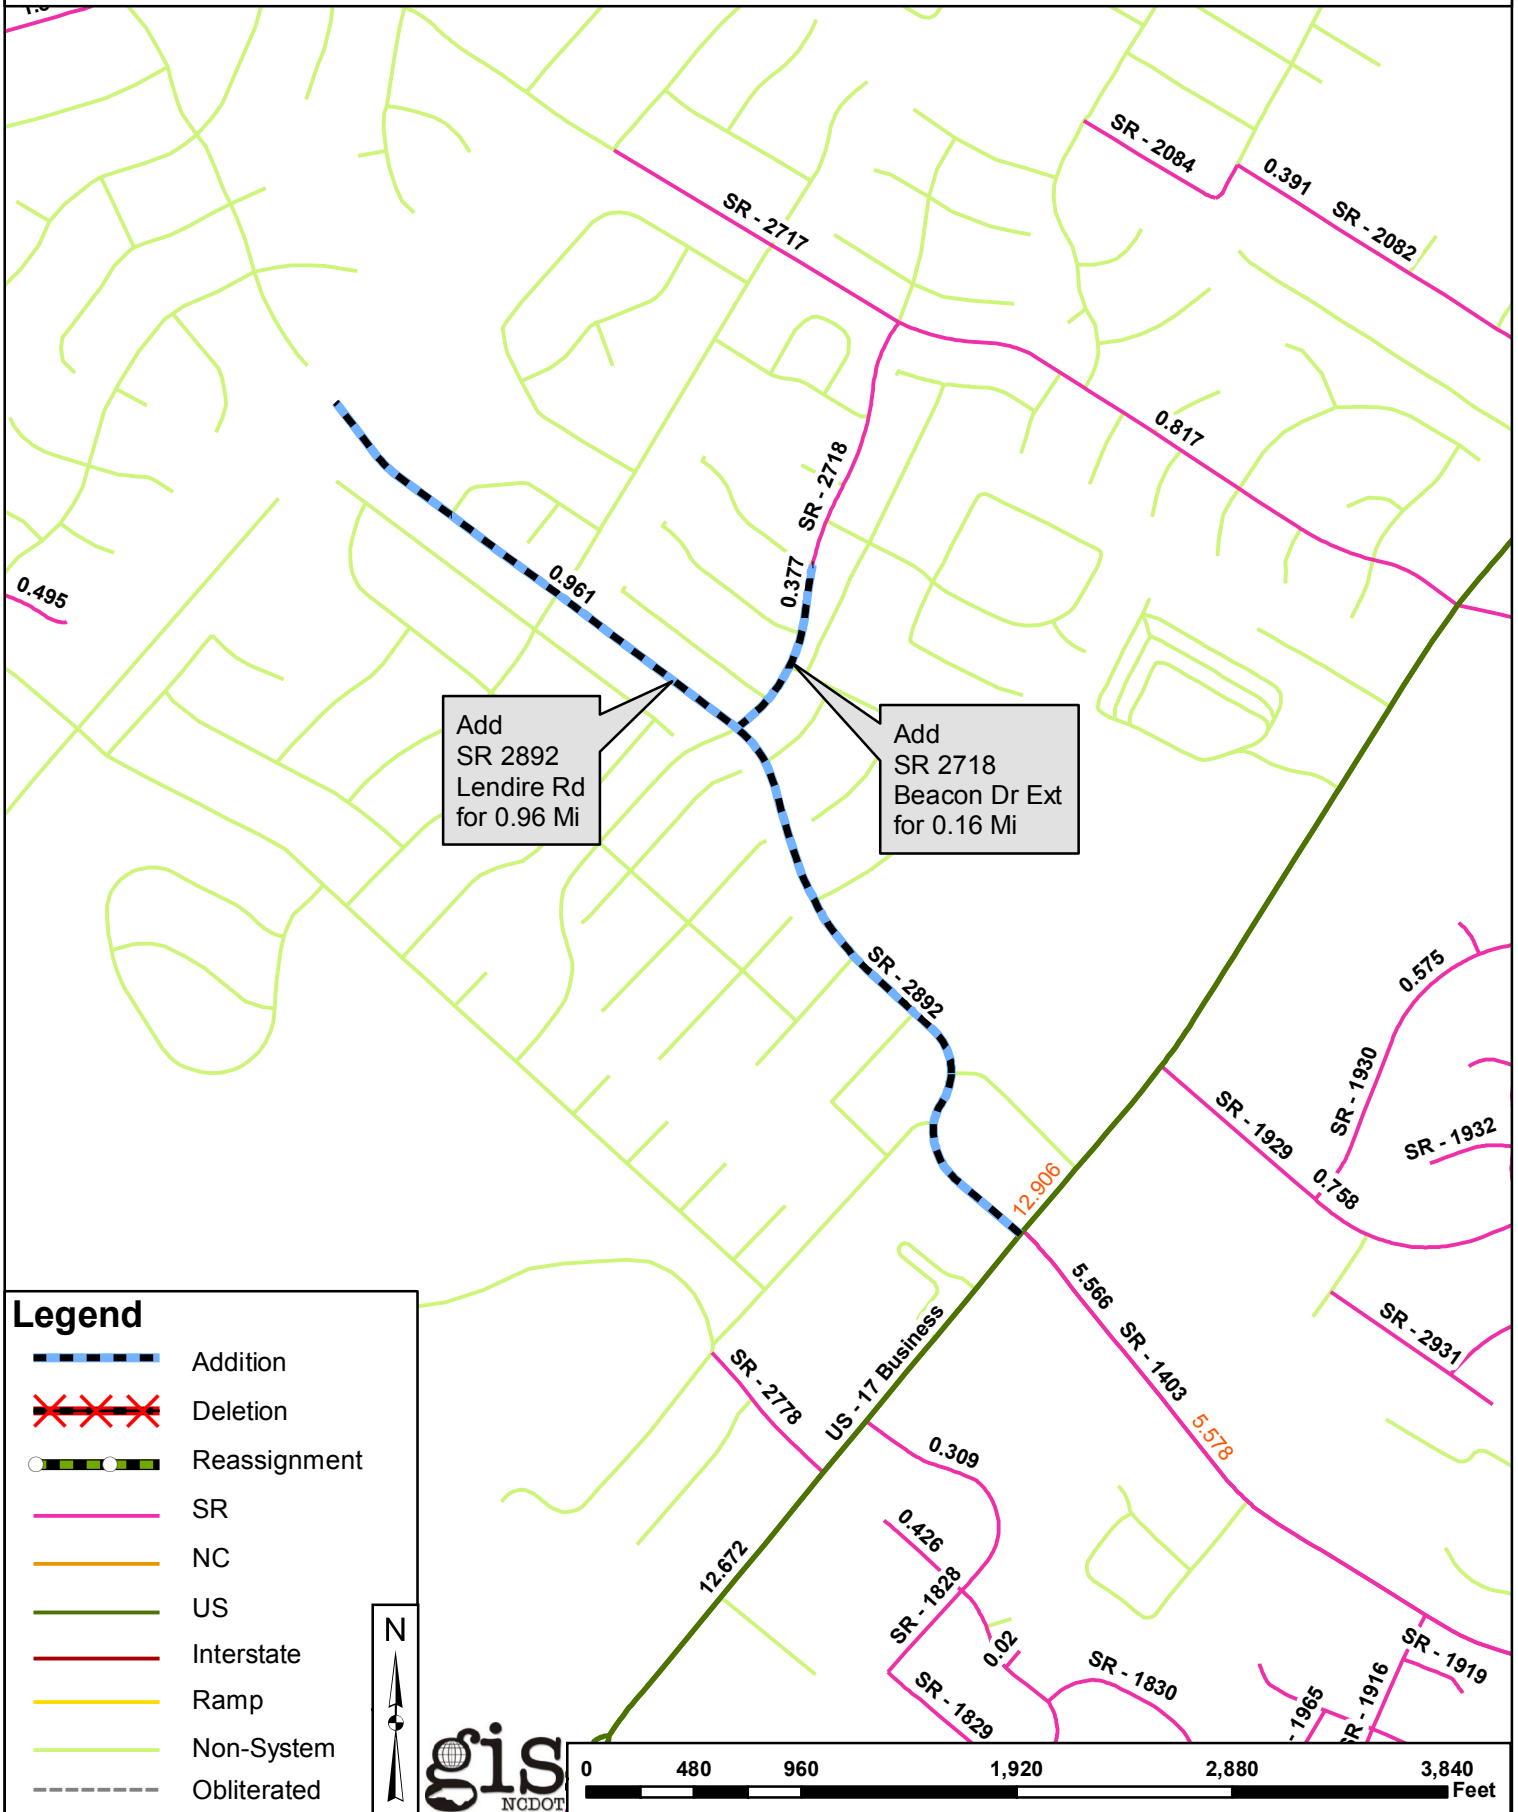 SR - 2084
0.391
SR - 2082
SR - 2717
0.817
SR - 2718
0.377
0.961
0.495
Add
SR 2892
Lendire Rd
for 0.96 Mi
Add
SR 2718
Beacon Dr Ext
for 0.16 Mi
SR - 2892
0.575
SR - 1930
SR - 1929
SR - 1932
0.758
12.906
5.566
SR - 1403
5.578
SR - 2931
US - 17 Business
SR - 2778
0.309
0.426
12.672
SR - 1828
0.02
SR - 1829
SR - 1830
SR - 1919
SR - 1916
- 1965
Legend
Addition
Deletion
Reassignment
SR
NC
US
Interstate
Ramp
Non-System
Obliterated
N
gis
NCDOT
0 480 960 1,920 2,880 3,840
Feet